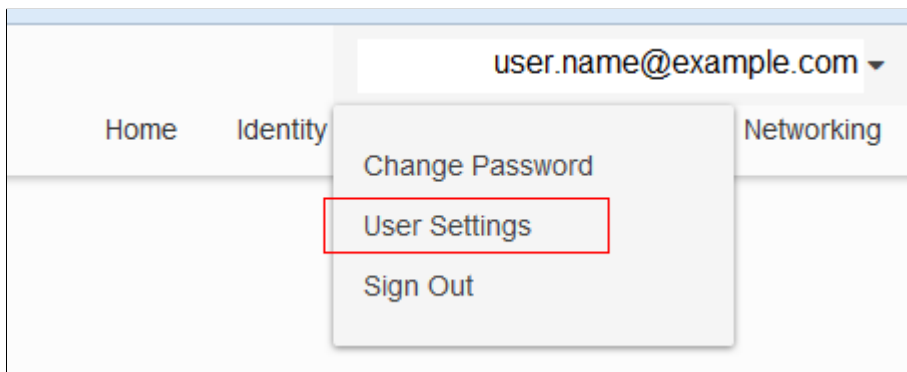 user.name@example.com
Home Identity Networking
Change Password
User Settings
Sign Out